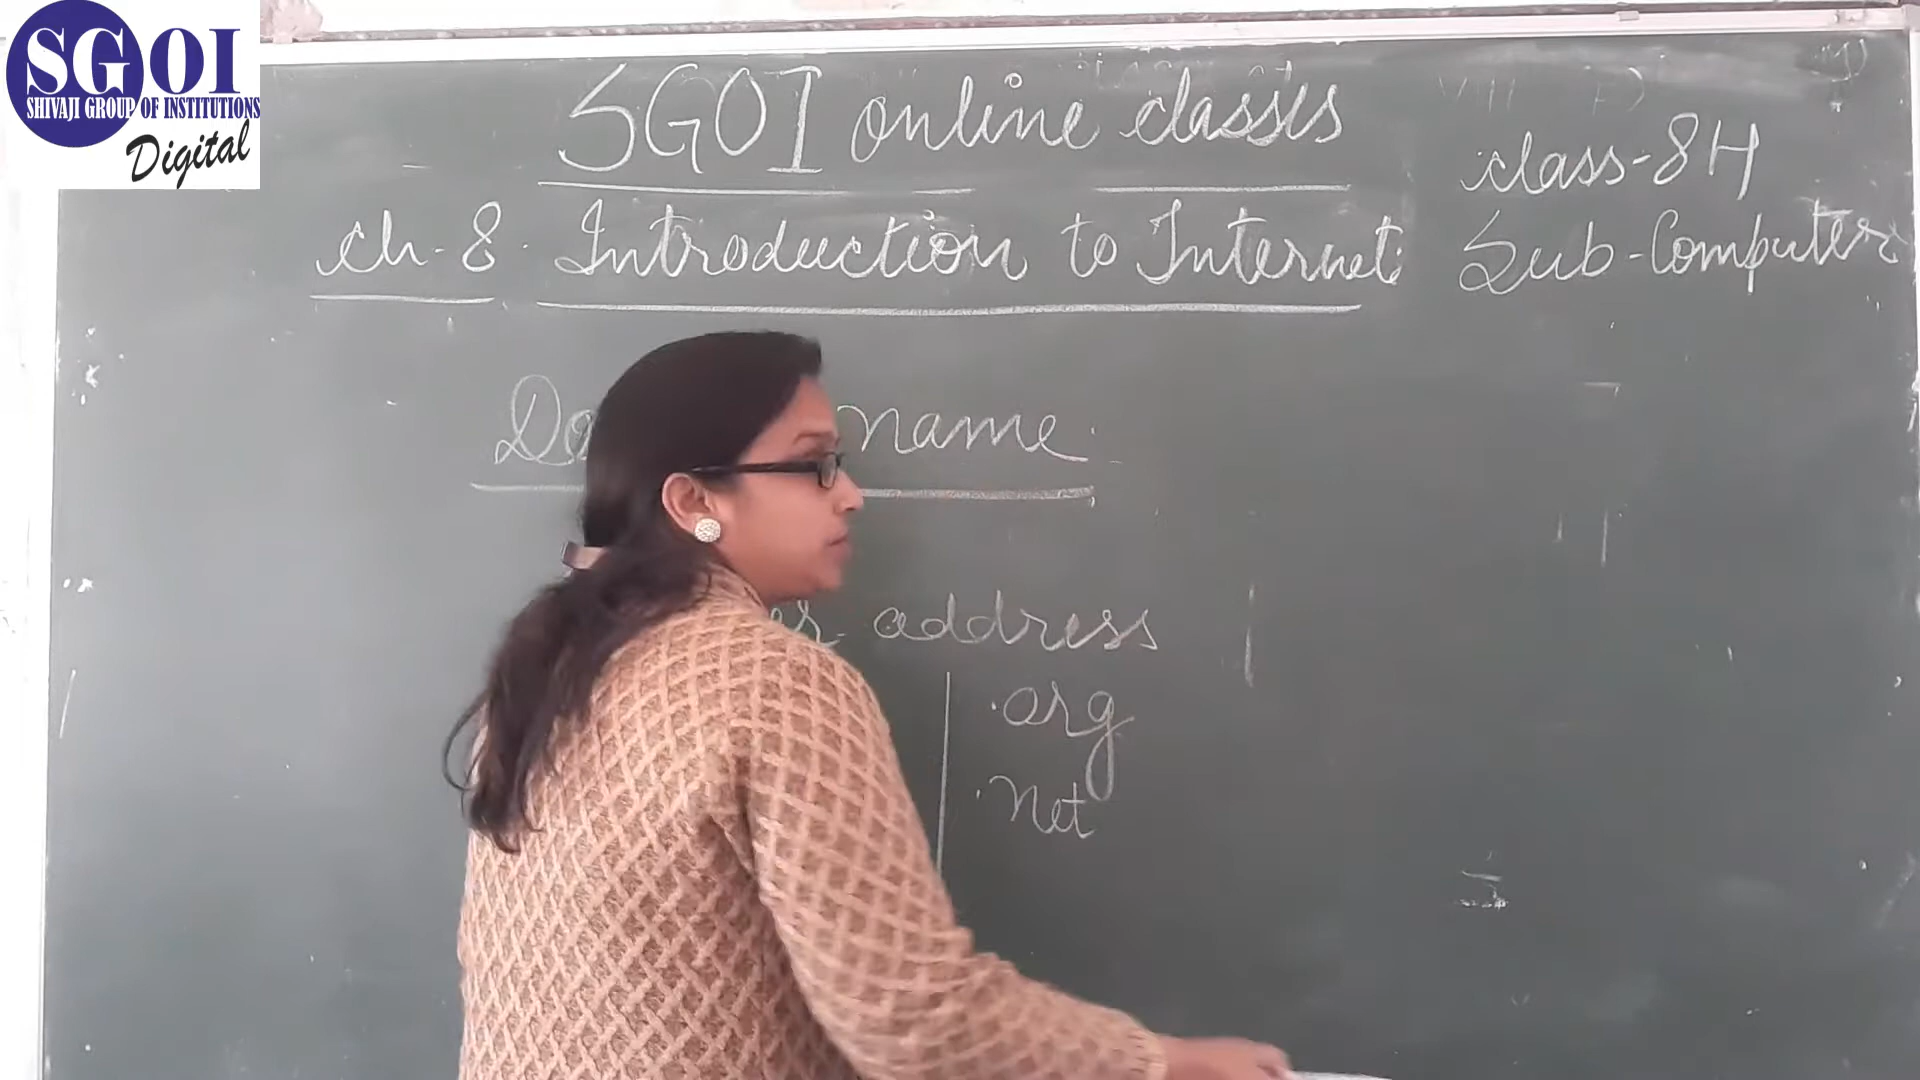 SGOI
SHIVAJI GROUP OF INSTITUTIONS
Digital
SGOI online classes
class-8H
ch-8. Introduction to Internet
Sub-Computer
name
address
.org
.net